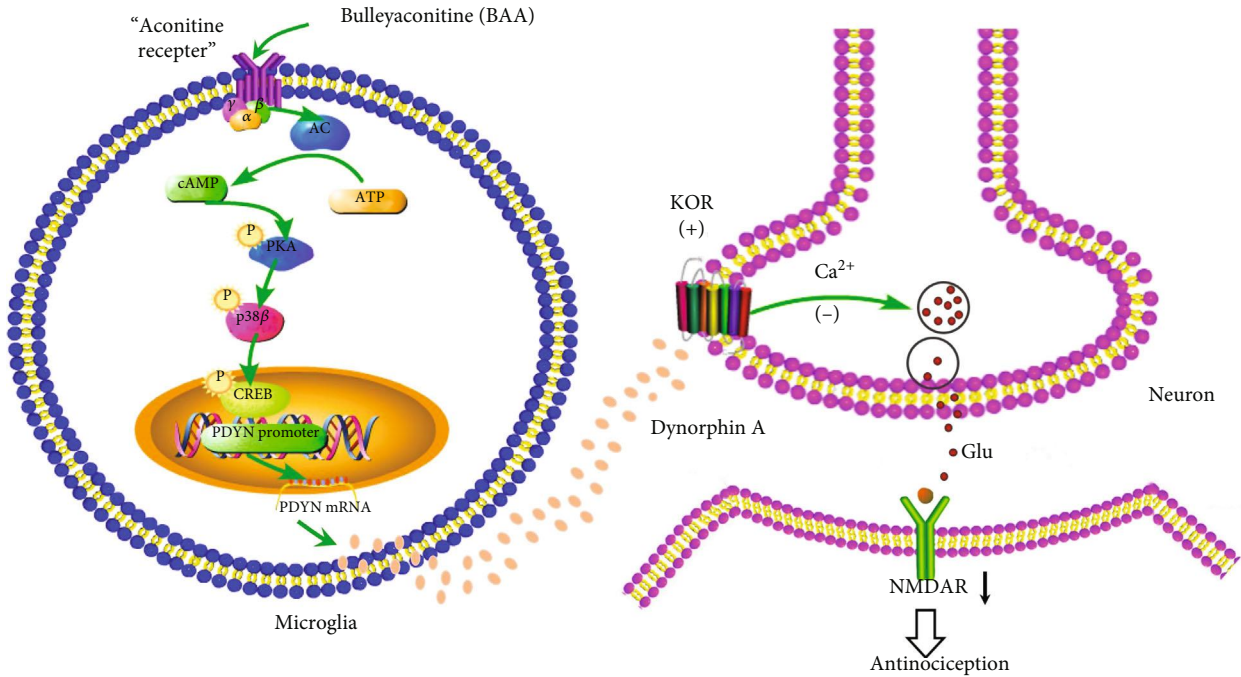 Bulleyaconitine (BAA)
“Aconitine
recepter”
γ
β
α
AC
cAMP
ATP
P
PKA
P
p38β
P
CREB
PDYN promoter
PDYN mRNA
Microglia
KOR
(+)
Ca²⁺
(–)
Dynorphin A
Neuron
Glu
NMDAR
Antinociception